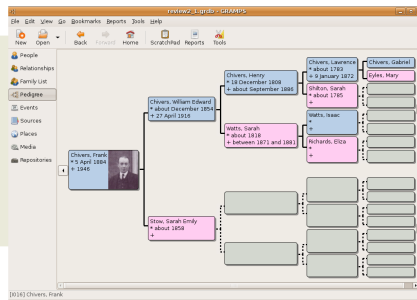 review2_1.grdb - GRAMPS
File Edit View Go Bookmarks Reports Tools Help
New Open Back Forward Home ScratchPad Reports Tools
People
Relationships
Family List
Pedigree
Events
Sources
Places
Media
Repositories
Chivers, Frank
* 5 April 1884
+ 1946
Chivers, William Edward
* about December 1854
+ 27 April 1916
Stow, Sarah Emily
* about 1858
+
Chivers, Henry
* 18 December 1808
+ about September 1886
Watts, Sarah
* about 1818
+ between 1871 and 1881
Chivers, Lawrence
* about 1783
+ 9 January 1872
Shilton, Sarah
* about 1785
+
Watts, Isaac
*
+
Richards, Eliza
*
+
Chivers, Gabriel
Eyles, Mary
[I016] Chivers, Frank